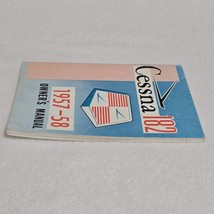 Cessna
182
1957-58
OWNER'S MANUAL